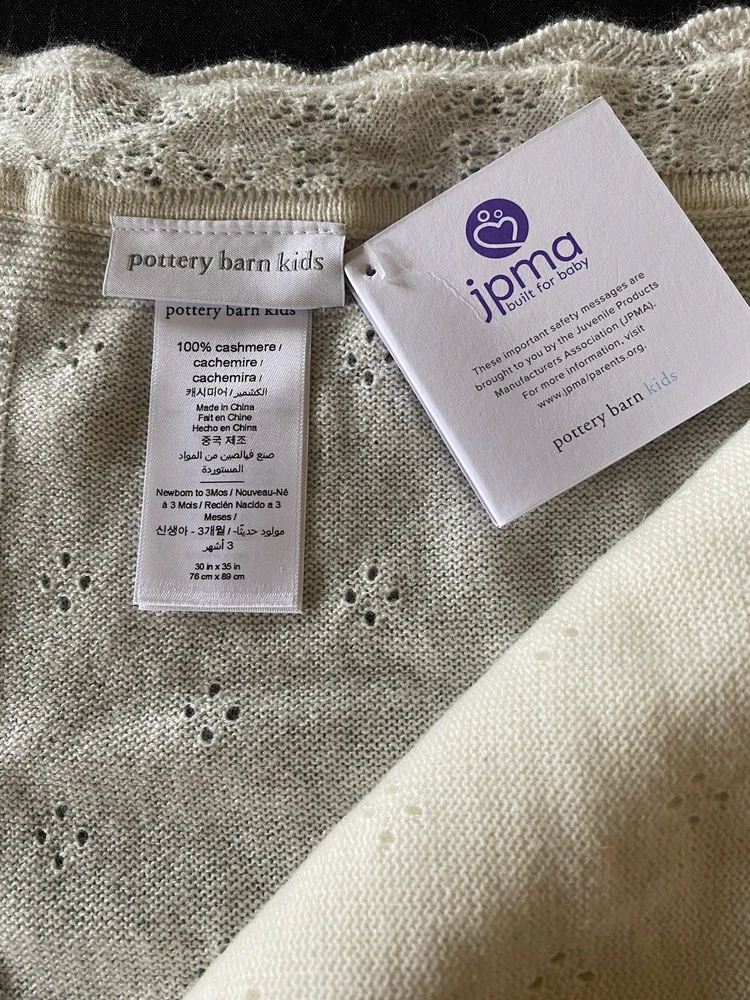 pottery barn kids
pottery barn kids
100% cashmere /
cachemire /
cachemira /
캐시미어 / الكشمير
Made in China
Fait en Chine
Hecho en China
중국 제조
صنع فيالصين من المواد
المستوردة
Newborn to 3Mos / Nouveau-Né
à 3 Mois / Recién Nacido a 3
Meses /
신생아 - 3개월 / مولود حديثًا-
3 أشهر
30 in x 35 in
76 cm x 89 cm
jpma
built for baby
These important safety messages are
brought to you by the Juvenile Products
Manufacturers Association (JPMA).
For more information, visit
www.jpma/parents.org.
pottery barn kids